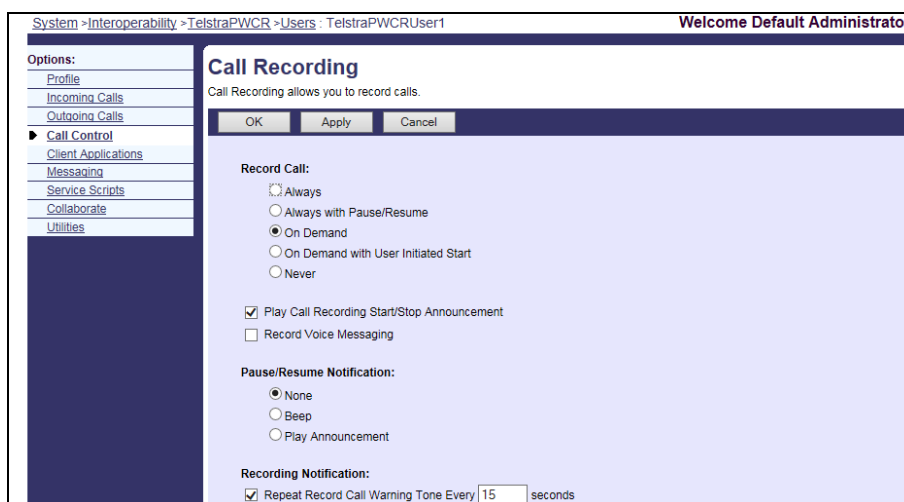 System >Interoperability >TelstraPWCR >Users : TelstraPWCRUser1
Welcome Default Administrato
Options:
Profile
Incoming Calls
Outgoing Calls
Call Control
Client Applications
Messaging
Service Scripts
Collaborate
Utilities
Call Recording
Call Recording allows you to record calls.
OK Apply Cancel
Record Call:
Always
Always with Pause/Resume
On Demand
On Demand with User Initiated Start
Never
Play Call Recording Start/Stop Announcement
Record Voice Messaging
Pause/Resume Notification:
None
Beep
Play Announcement
Recording Notification:
Repeat Record Call Warning Tone Every 15 seconds